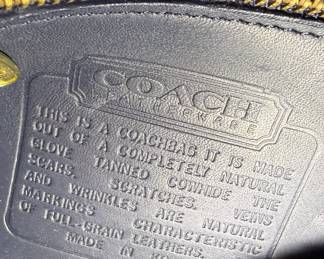 COACH
LEATHERWARE
THIS IS A COACHBAG IT IS MADE
OUT OF A COMPLETELY NATURAL
GLOVE TANNED COWHIDE THE
SCARS. SCRATCHES. VEINS
AND WRINKLES ARE NATURAL
MARKINGS CHARACTERISTIC
OF FULL-GRAIN LEATHERS.
MADE IN